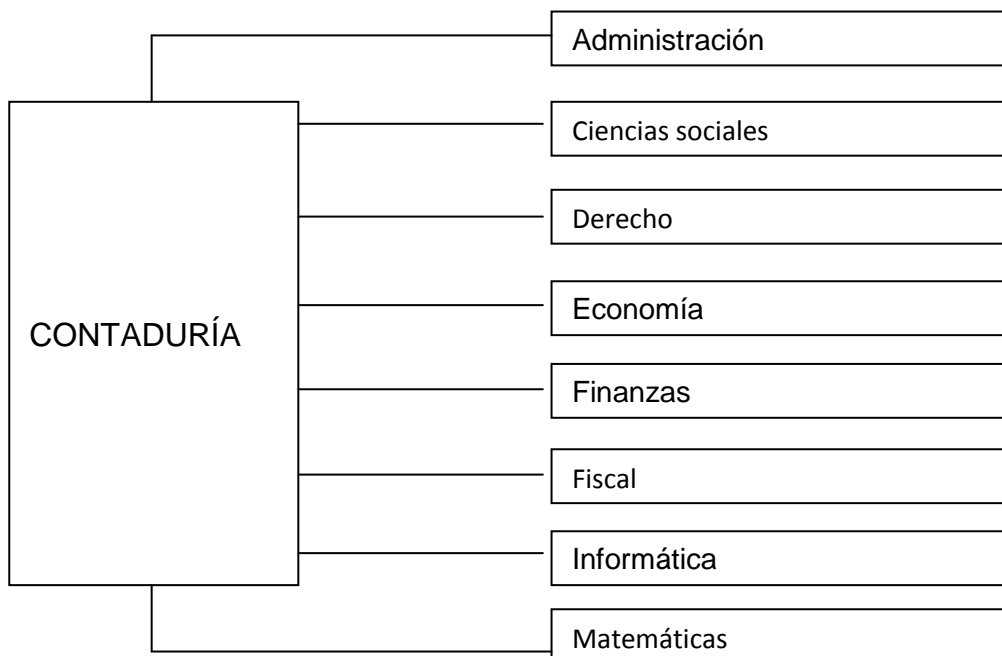 Administración
Ciencias sociales
Derecho
Economía
CONTADURÍA
Finanzas
Fiscal
Informática
Matemáticas